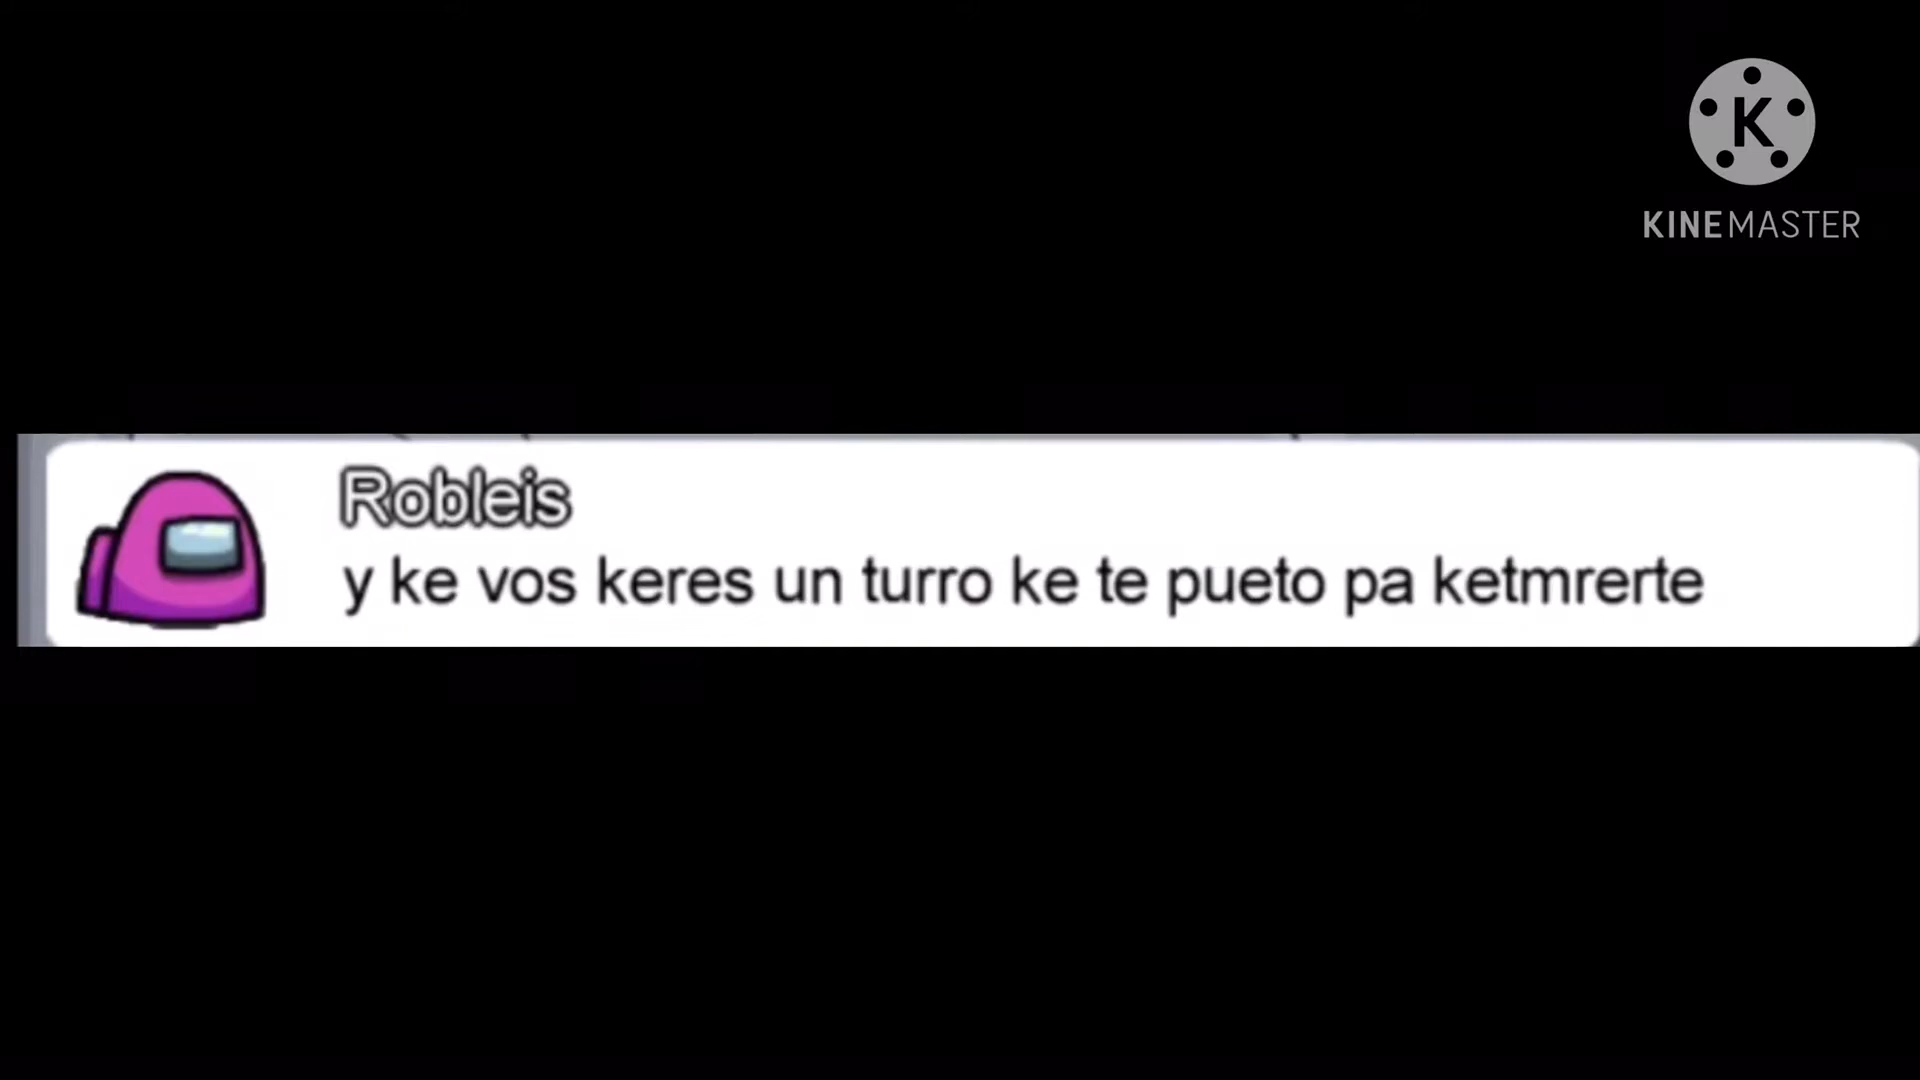 K
KINEMASTER
Robleis
y ke vos keres un turro ke te pueto pa ketmrerte